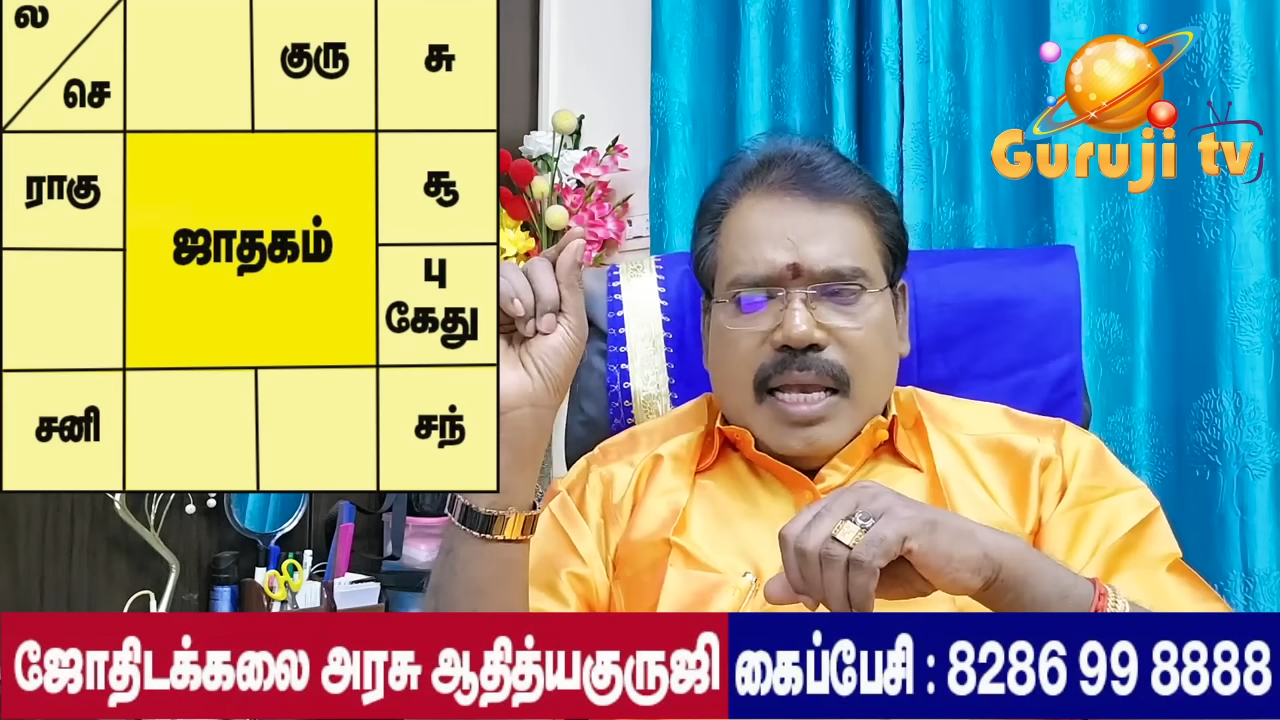 ல
செ
குரு
சு
Guruji tv
ராகு
சூ
ஜாதகம்
பு
கேது
சனி
சந்
ஜோதிடக்கலை அரசு ஆதித்யகுருஜி
கைப்பேசி : 8286 99 8888